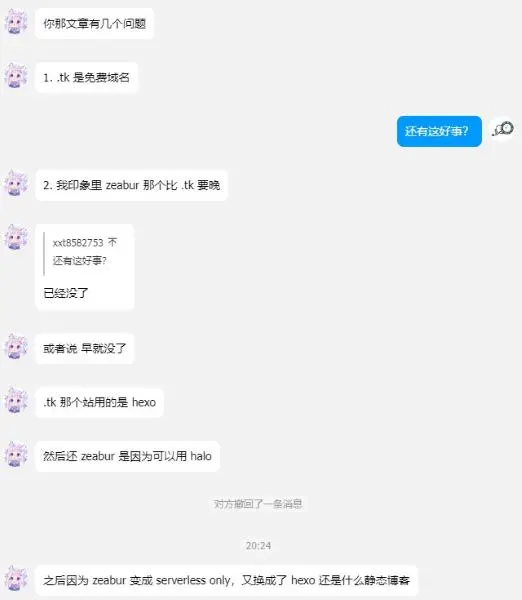 你那文章有几个问题
1. .tk 是免费域名
还有这好事？
2. 我印象里 zeabur 那个比 .tk 要晚
xxt8582753 不
还有这好事？
已经没了
或者说 早就没了
.tk 那个站用的是 hexo
然后还 zeabur 是因为可以用 halo
对方撤回了一条消息
20:24
之后因为 zeabur 变成 serverless only，又换成了 hexo 还是什么静态博客